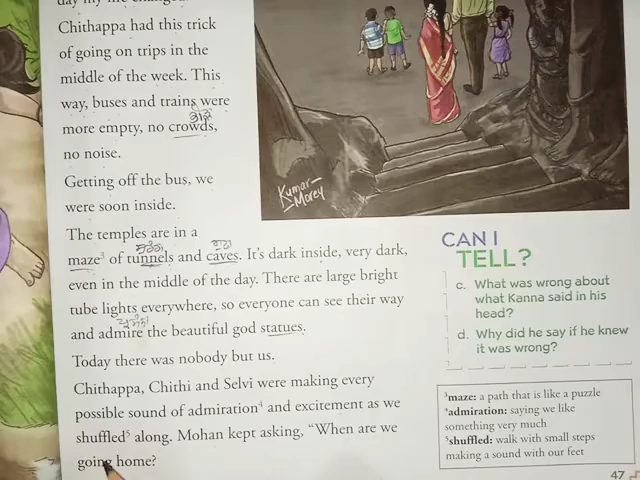 day my life changed.
Chithappa had this trick
of going on trips in the
middle of the week. This
way, buses and trains were
भीड़
more empty, no crowds,
no noise.
Getting off the bus, we
were soon inside.
The temples are in a
सुरंग गुफा
maze³ of tunnels and caves. It's dark inside, very dark,
even in the middle of the day. There are large bright
tube lights everywhere, so everyone can see their way
and admire the beautiful god statues.
Today there was nobody but us.
Chithappa, Chithi and Selvi were making every
possible sound of admiration⁴ and excitement as we
shuffled⁵ along. Mohan kept asking, "When are we
going home?
Kumar
Morey
CAN I
TELL?
c. What was wrong about
what Kanna said in his
head?
d. Why did he say if he knew
it was wrong?
³maze: a path that is like a puzzle
⁴admiration: saying we like
something very much
⁵shuffled: walk with small steps
making a sound with our feet
47